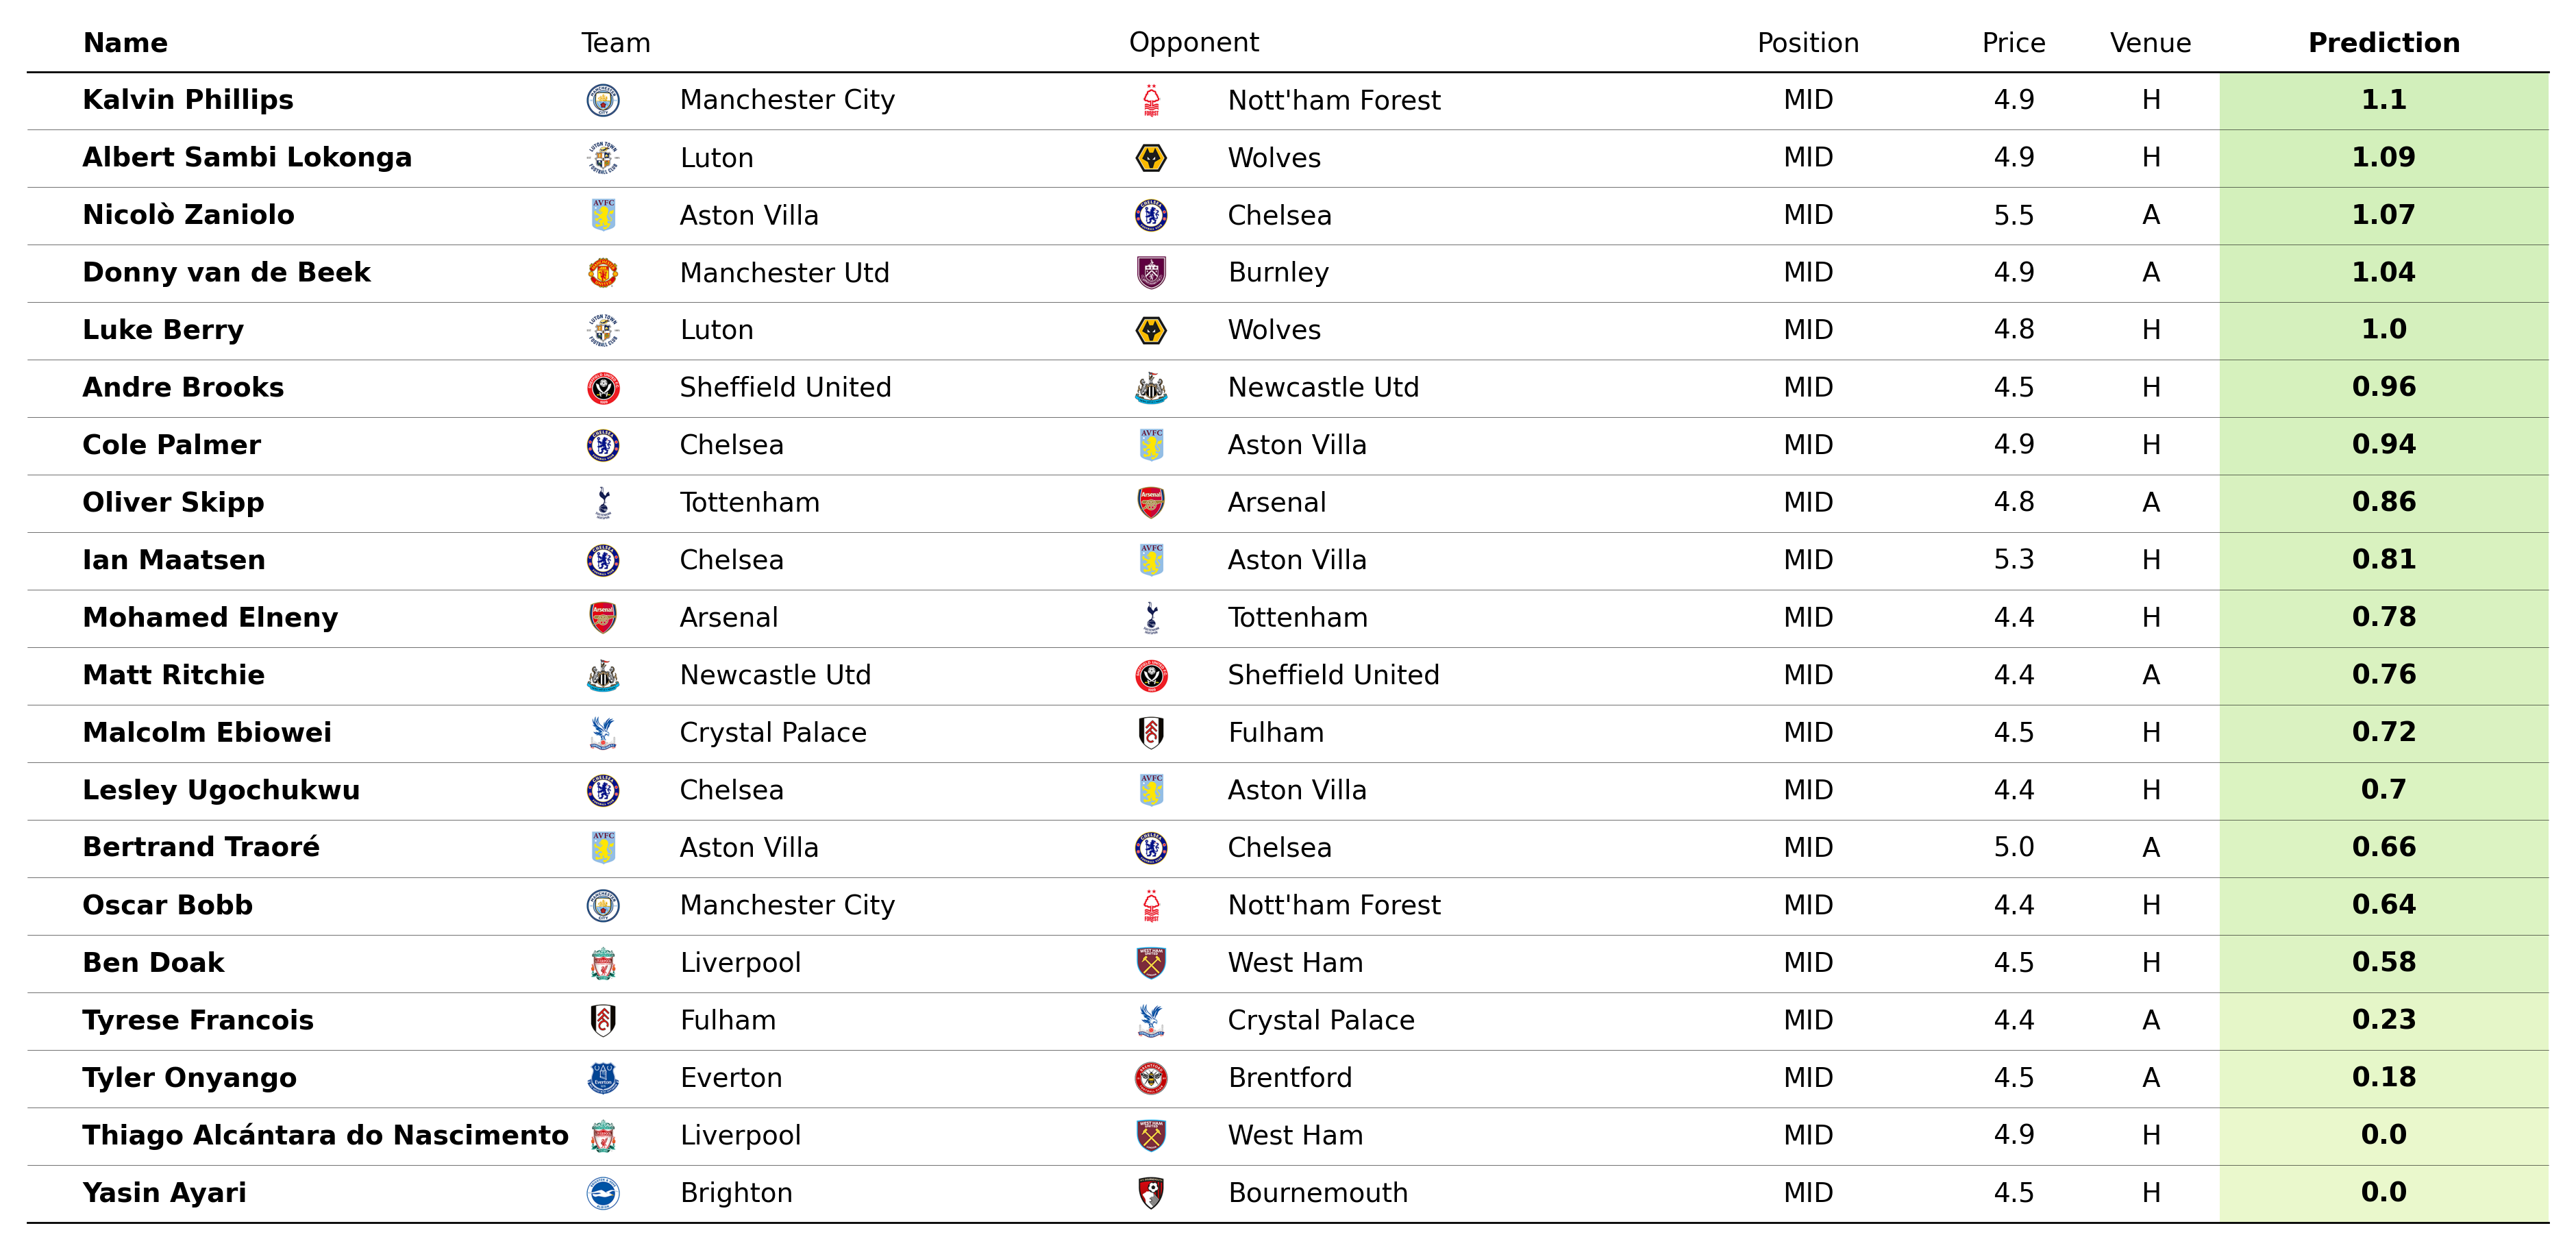 Name Team Opponent Position Price Venue Prediction
Kalvin Phillips Manchester City Nott'ham Forest MID 4.9 H 1.1
Albert Sambi Lokonga Luton Wolves MID 4.9 H 1.09
Nicolò Zaniolo Aston Villa Chelsea MID 5.5 A 1.07
Donny van de Beek Manchester Utd Burnley MID 4.9 A 1.04
Luke Berry Luton Wolves MID 4.8 H 1.0
Andre Brooks Sheffield United Newcastle Utd MID 4.5 H 0.96
Cole Palmer Chelsea Aston Villa MID 4.9 H 0.94
Oliver Skipp Tottenham Arsenal MID 4.8 A 0.86
Ian Maatsen Chelsea Aston Villa MID 5.3 H 0.81
Mohamed Elneny Arsenal Tottenham MID 4.4 H 0.78
Matt Ritchie Newcastle Utd Sheffield United MID 4.4 A 0.76
Malcolm Ebiowei Crystal Palace Fulham MID 4.5 H 0.72
Lesley Ugochukwu Chelsea Aston Villa MID 4.4 H 0.7
Bertrand Traoré Aston Villa Chelsea MID 5.0 A 0.66
Oscar Bobb Manchester City Nott'ham Forest MID 4.4 H 0.64
Ben Doak Liverpool West Ham MID 4.5 H 0.58
Tyrese Francois Fulham Crystal Palace MID 4.4 A 0.23
Tyler Onyango Everton Brentford MID 4.5 A 0.18
Thiago Alcántara do Nascimento Liverpool West Ham MID 4.9 H 0.0
Yasin Ayari Brighton Bournemouth MID 4.5 H 0.0